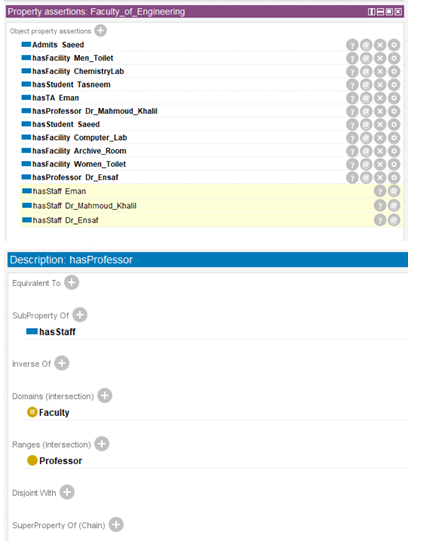 Property assertions: Faculty_of_Engineering
Object property assertions
Admits Saeed
hasFacility Men_Toilet
hasFacility ChemistryLab
hasStudent Tasneem
hasTA Eman
hasProfessor Dr_Mahmoud_Khalil
hasStudent Saeed
hasFacility Computer_Lab
hasFacility Archive_Room
hasFacility Women_Toilet
hasProfessor Dr_Ensaf
hasStaff Eman
hasStaff Dr_Mahmoud_Khalil
hasStaff Dr_Ensaf
Description: hasProfessor
Equivalent To
SubProperty Of
hasStaff
Inverse Of
Domains (intersection)
Faculty
Ranges (intersection)
Professor
Disjoint With
SuperProperty Of (Chain)